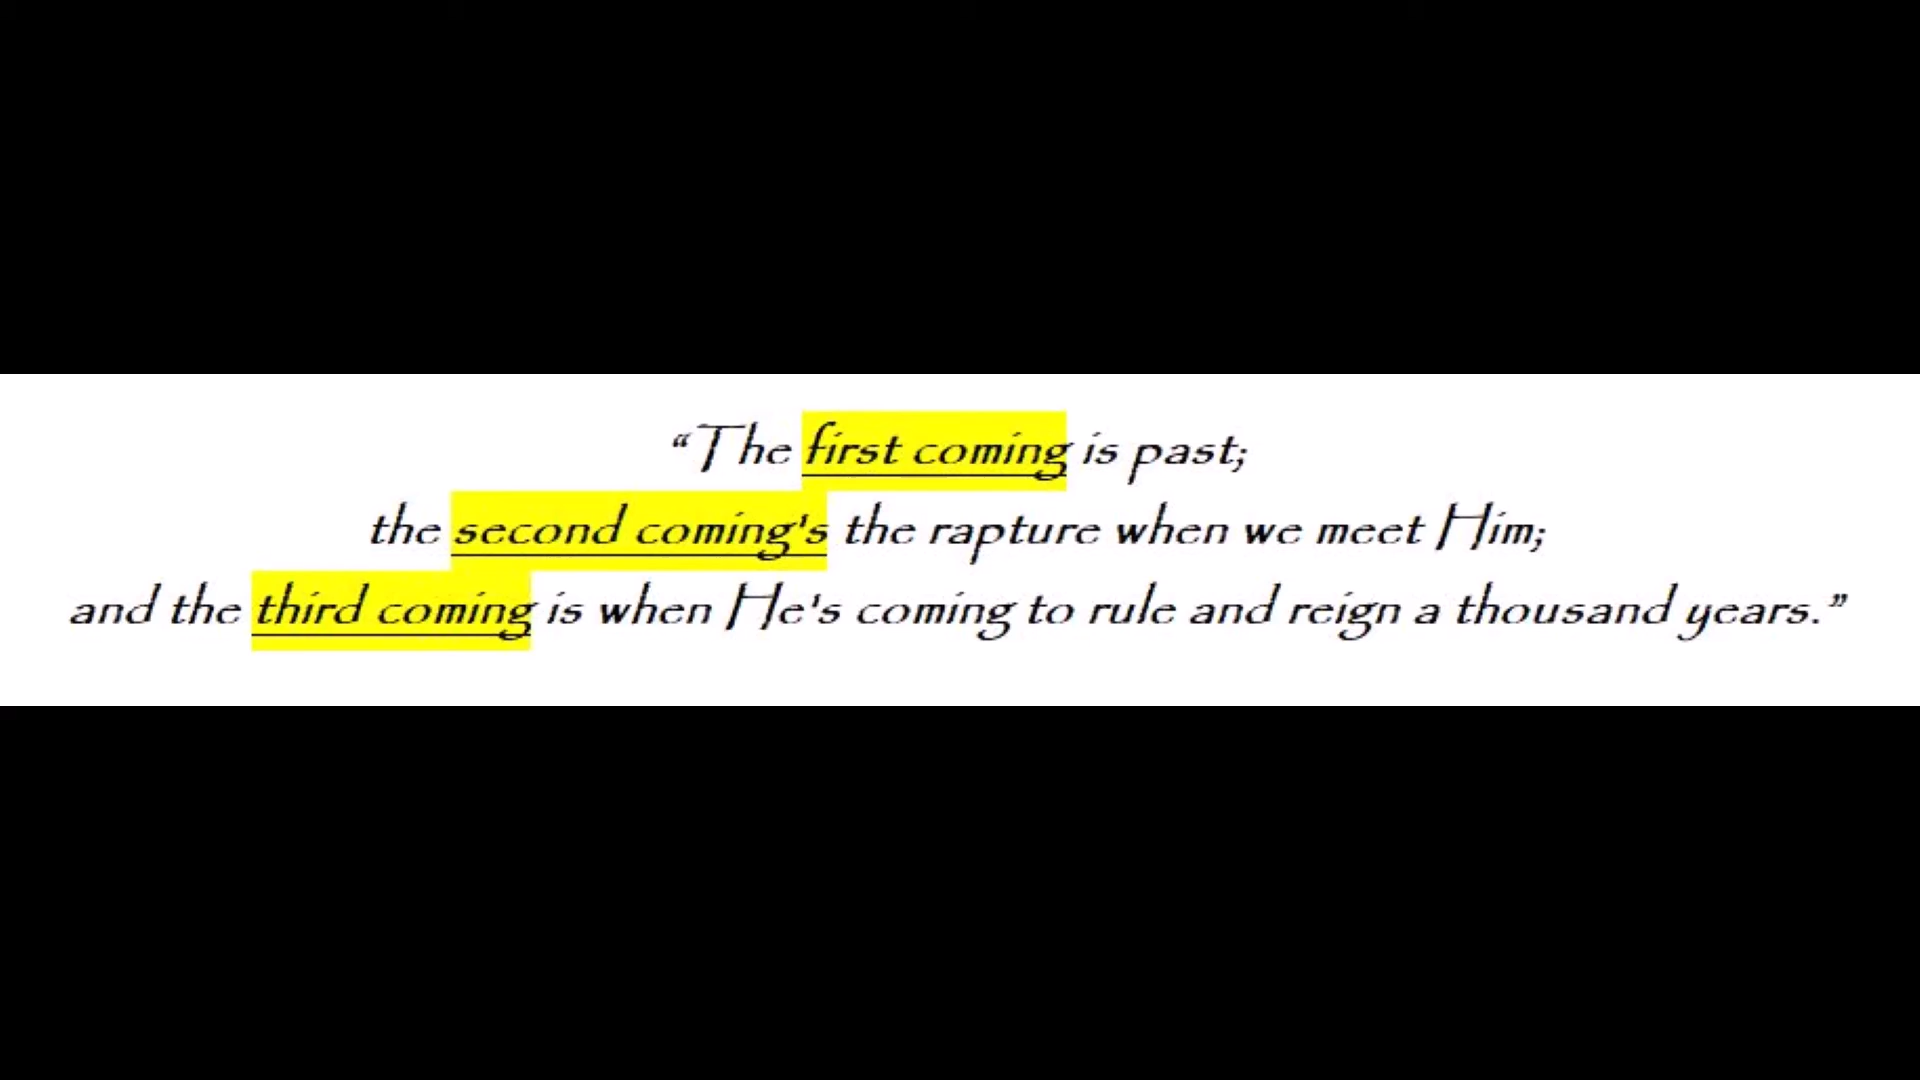 “The first coming is past;
the second coming's the rapture when we meet Him;
and the third coming is when He's coming to rule and reign a thousand years.”